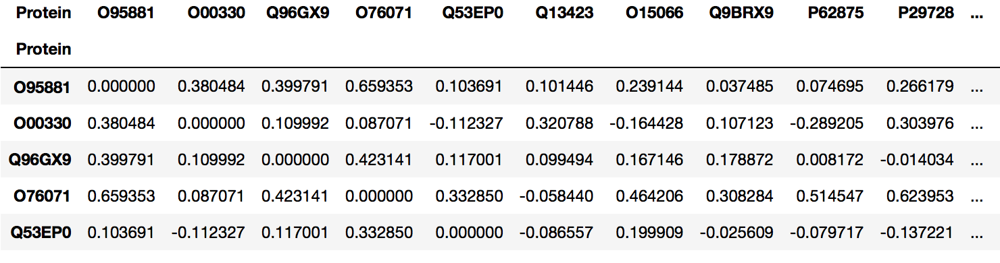 Protein O95881 O00330 Q96GX9 O76071 Q53EP0 Q13423 O15066 Q9BRX9 P62875 P29728 ...
Protein
O95881 0.000000 0.380484 0.399791 0.659353 0.103691 0.101446 0.239144 0.037485 0.074695 0.266179 ...
O00330 0.380484 0.000000 0.109992 0.087071 -0.112327 0.320788 -0.164428 0.107123 -0.289205 0.303976 ...
Q96GX9 0.399791 0.109992 0.000000 0.423141 0.117001 0.099494 0.167146 0.178872 0.008172 -0.014034 ...
O76071 0.659353 0.087071 0.423141 0.000000 0.332850 -0.058440 0.464206 0.308284 0.514547 0.623953 ...
Q53EP0 0.103691 -0.112327 0.117001 0.332850 0.000000 -0.086557 0.199909 -0.025609 -0.079717 -0.137221 ...